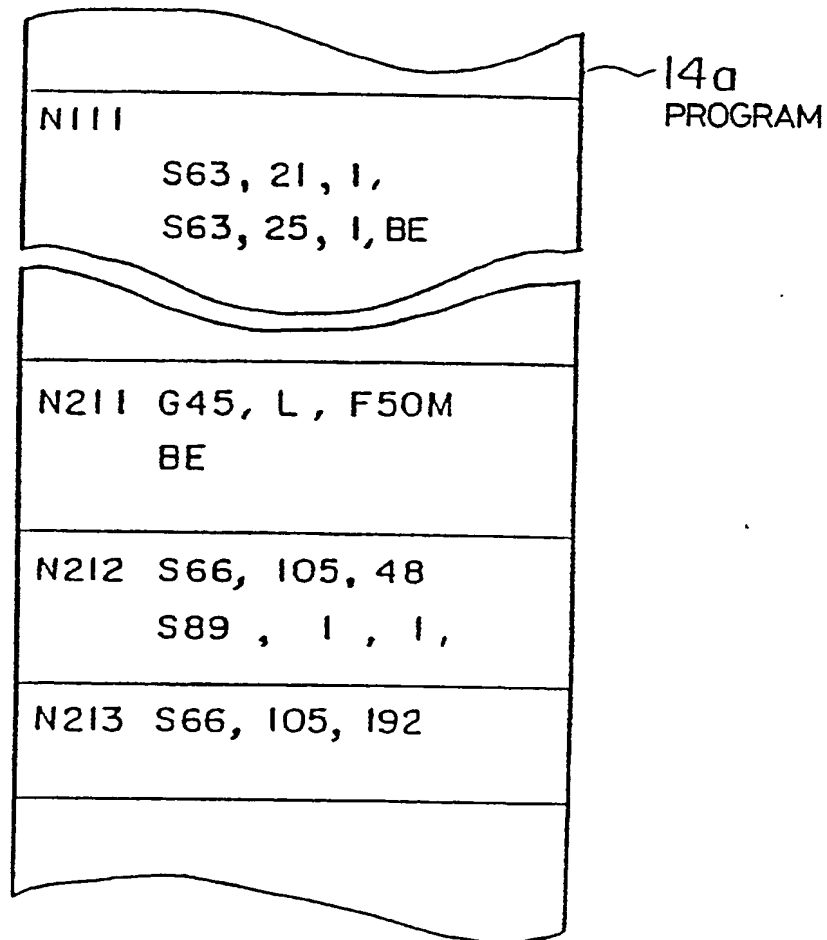 14a
PROGRAM
N111
S63, 21, 1,
S63, 25, 1, BE
N211 G45, L, F50M
BE
N212 S66, 105, 48
S89, 1, 1,
N213 S66, 105, 192